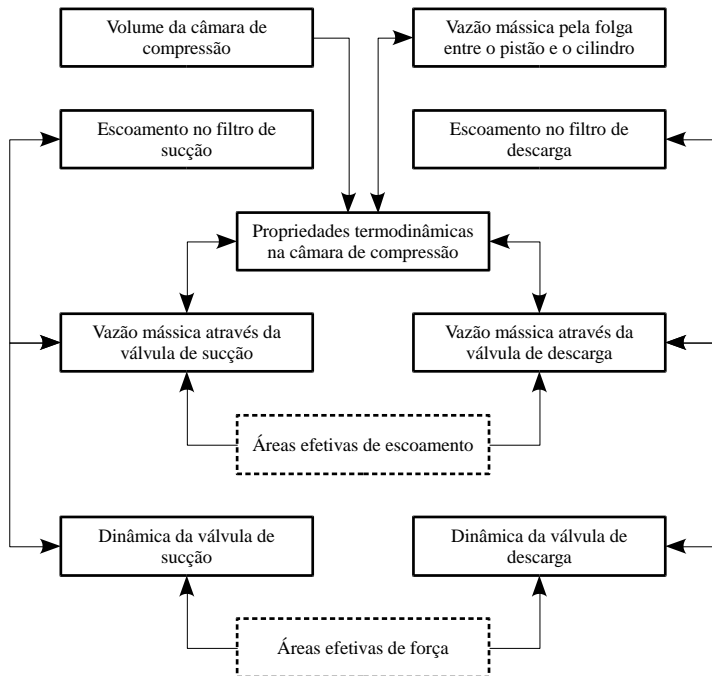 Volume da câmara de
compressão
Vazão mássica pela folga
entre o pistão e o cilindro
Escoamento no filtro de
sucção
Escoamento no filtro de
descarga
Propriedades termodinâmicas
na câmara de compressão
Vazão mássica através da
válvula de sucção
Vazão mássica através da
válvula de descarga
Áreas efetivas de escoamento
Dinâmica da válvula de
sucção
Dinâmica da válvula de
descarga
Áreas efetivas de força